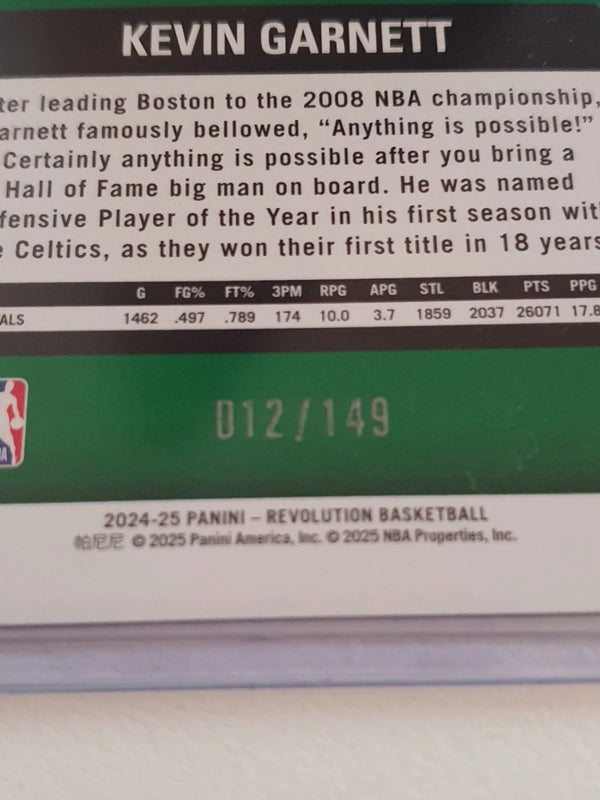 KEVIN GARNETT
ter leading Boston to the 2008 NBA championship,
arnett famously bellowed, “Anything is possible!”
Certainly anything is possible after you bring a
Hall of Fame big man on board. He was named
fensive Player of the Year in his first season wit
e Celtics, as they won their first title in 18 years
G FG% FT% 3PM RPG APG STL BLK PTS PPG
ALS 1462 .497 .789 174 10.0 3.7 1859 2037 26071 17.8
012/149
2024-25 PANINI – REVOLUTION BASKETBALL
帕尼尼 © 2025 Panini America, Inc. © 2025 NBA Properties, Inc.